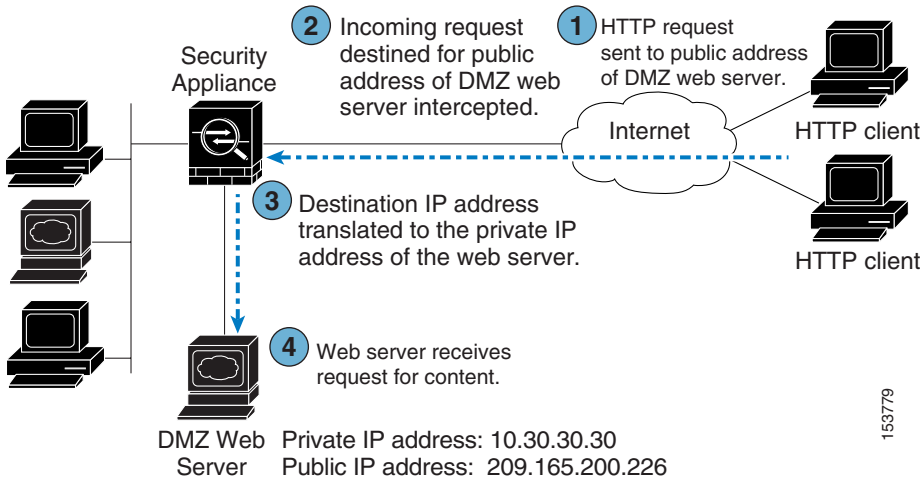 1 HTTP request
sent to public address
of DMZ web server.
2 Incoming request
destined for public
address of DMZ web
server intercepted.
Security
Appliance
Internet
HTTP client
HTTP client
3 Destination IP address
translated to the private IP
address of the web server.
4 Web server receives
request for content.
DMZ Web
Server
Private IP address: 10.30.30.30
Public IP address: 209.165.200.226
153779